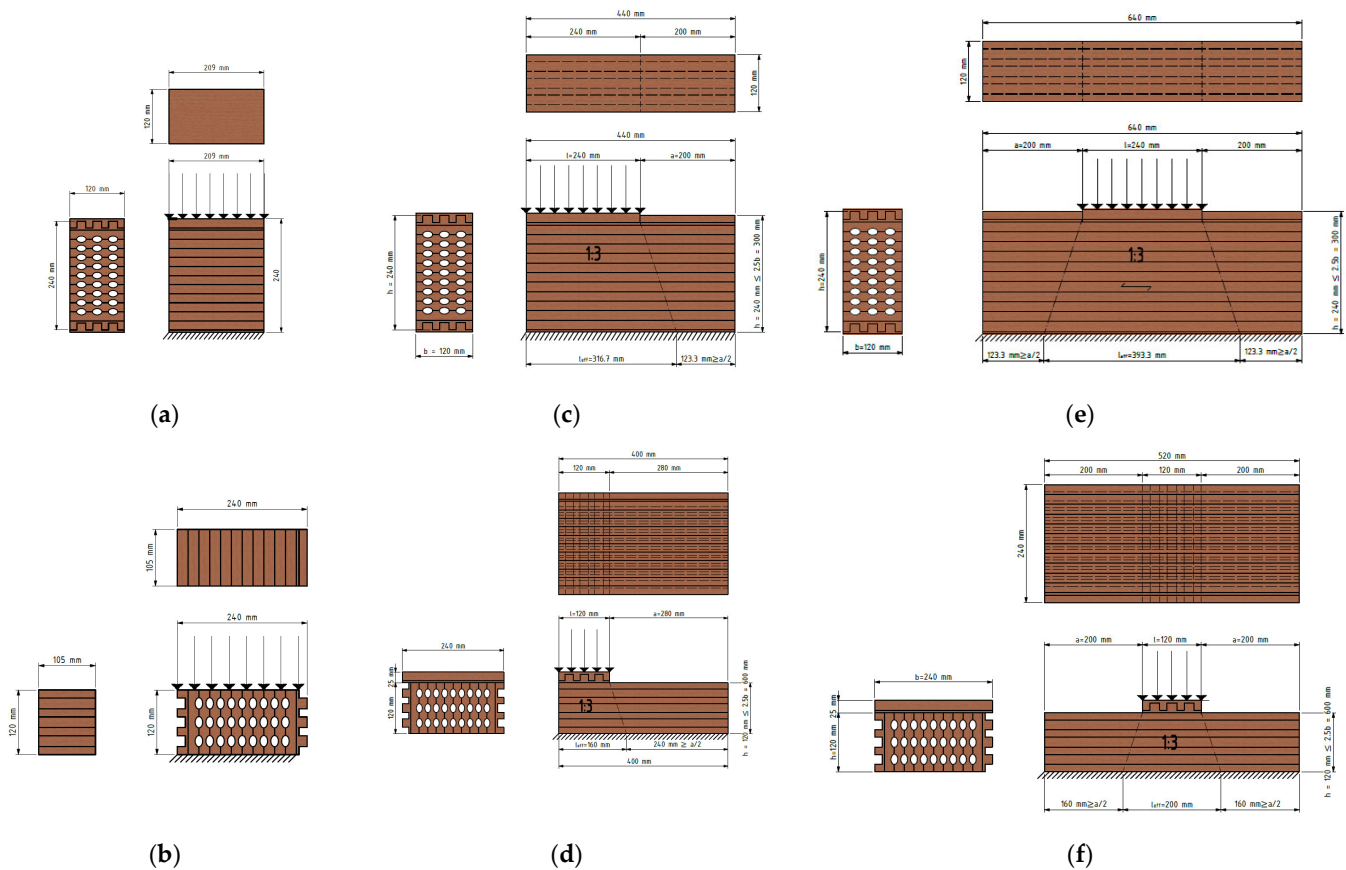 209 mm
120 mm
209 mm
120 mm
240 mm
240
(a)
440 mm
240 mm 200 mm
120 mm
440 mm
l=240 mm a=200 mm
1:3
h = 240 mm
h = 240 mm ≤ 2.5b = 300 mm
b = 120 mm
leff=316.7 mm 123.3 mm≥a/2
(c)
640 mm
120 mm
640 mm
a=200 mm l=240 mm 200 mm
1:3
h=240 mm
h = 240 mm ≤ 2.5b = 300 mm
b=120 mm
123.3 mm≥a/2 leff=393.3 mm 123.3 mm≥a/2
(e)
240 mm
105 mm
240 mm
105 mm
120 mm
120 mm
(b)
400 mm
120 mm 280 mm
l=120 mm a=280 mm
240 mm
25 mm
120 mm
1:3
h = 120 mm ≤ 2.5b = 600 mm
leff=160 mm 240 mm ≥ a/2
400 mm
(d)
520 mm
200 mm 120 mm 200 mm
240 mm
a=200 mm l=120 mm a=200 mm
b=240 mm
25 mm
h=120 mm
1:3
h = 120 mm ≤ 2.5b = 600 mm
160 mm≥a/2 leff=200 mm 160 mm≥a/2
(f)